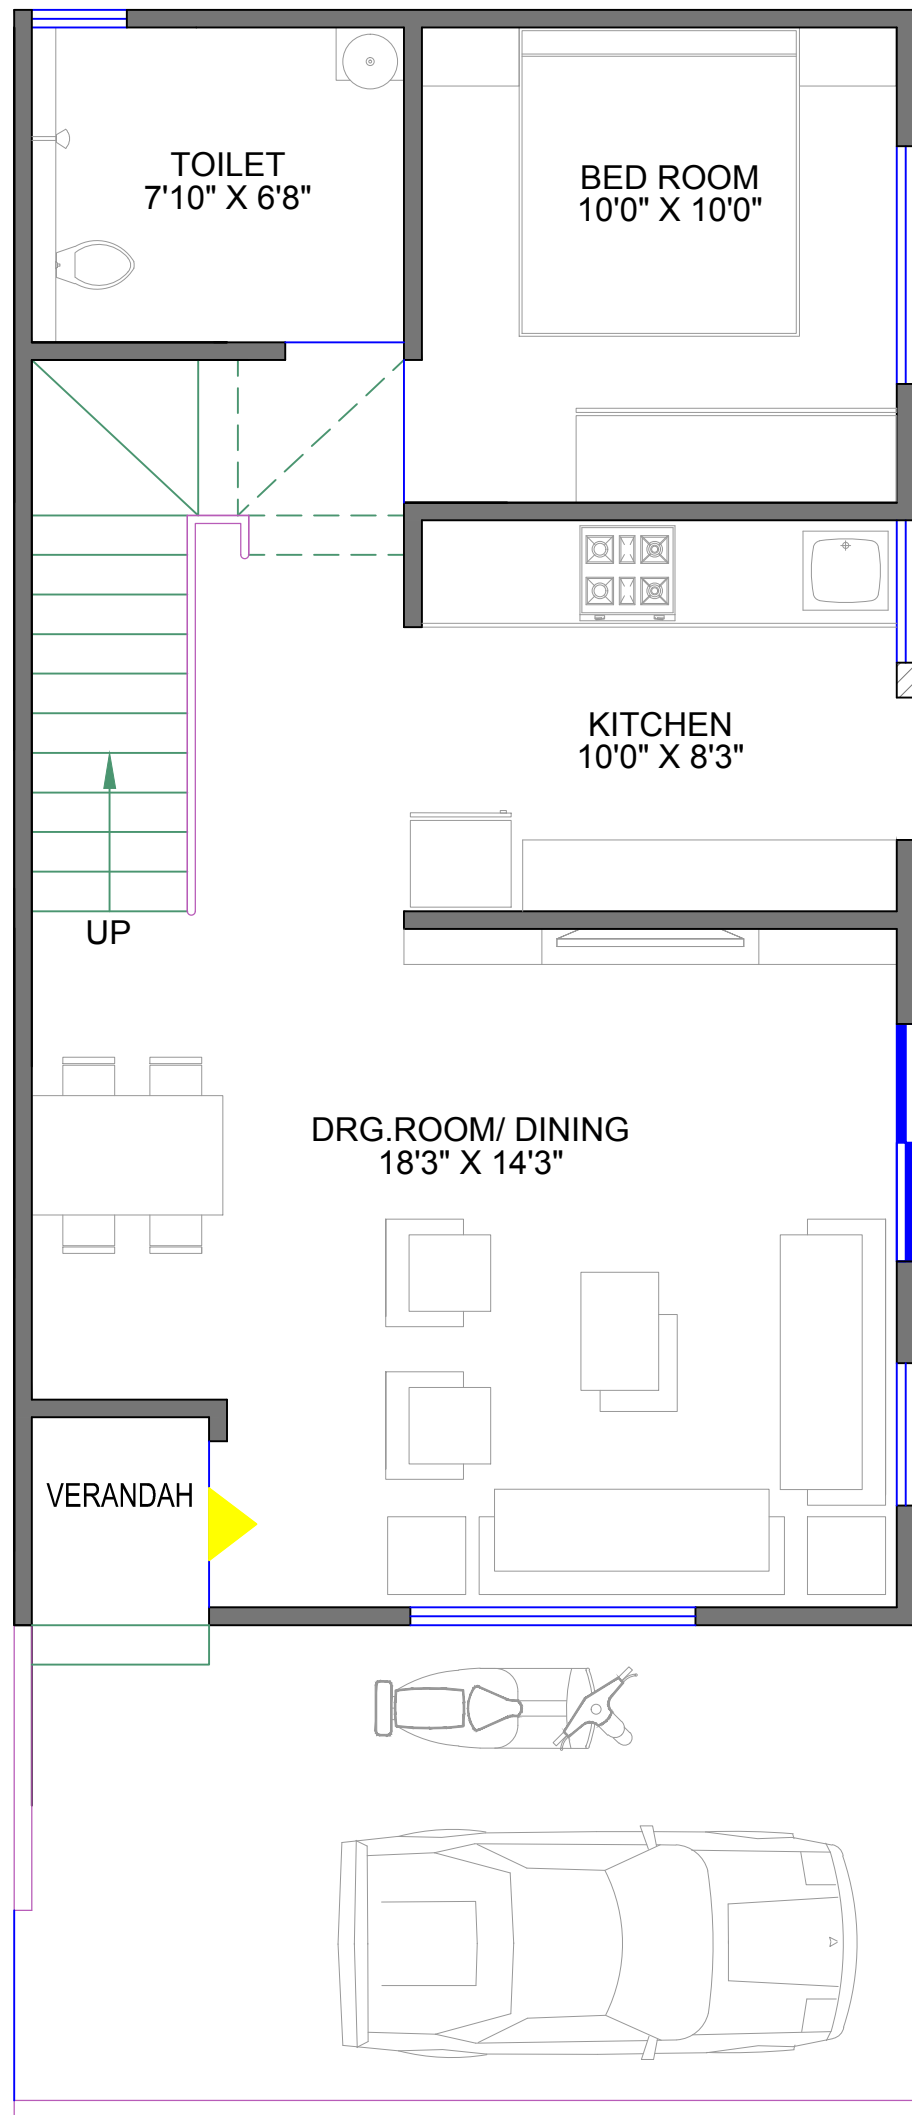 TOILET
7'10" X 6'8"
BED ROOM
10'0" X 10'0"
KITCHEN
10'0" X 8'3"
UP
DRG.ROOM/ DINING
18'3" X 14'3"
VERANDAH